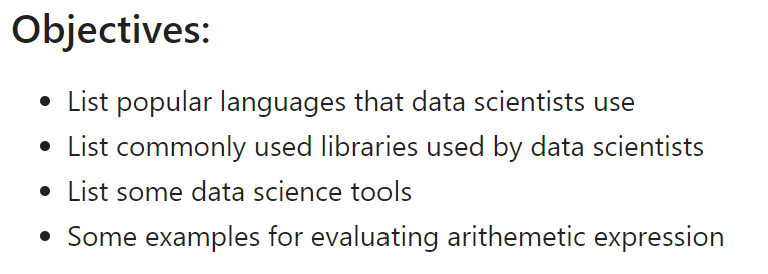 Objectives:
• List popular languages that data scientists use
• List commonly used libraries used by data scientists
• List some data science tools
• Some examples for evaluating arithemetic expression